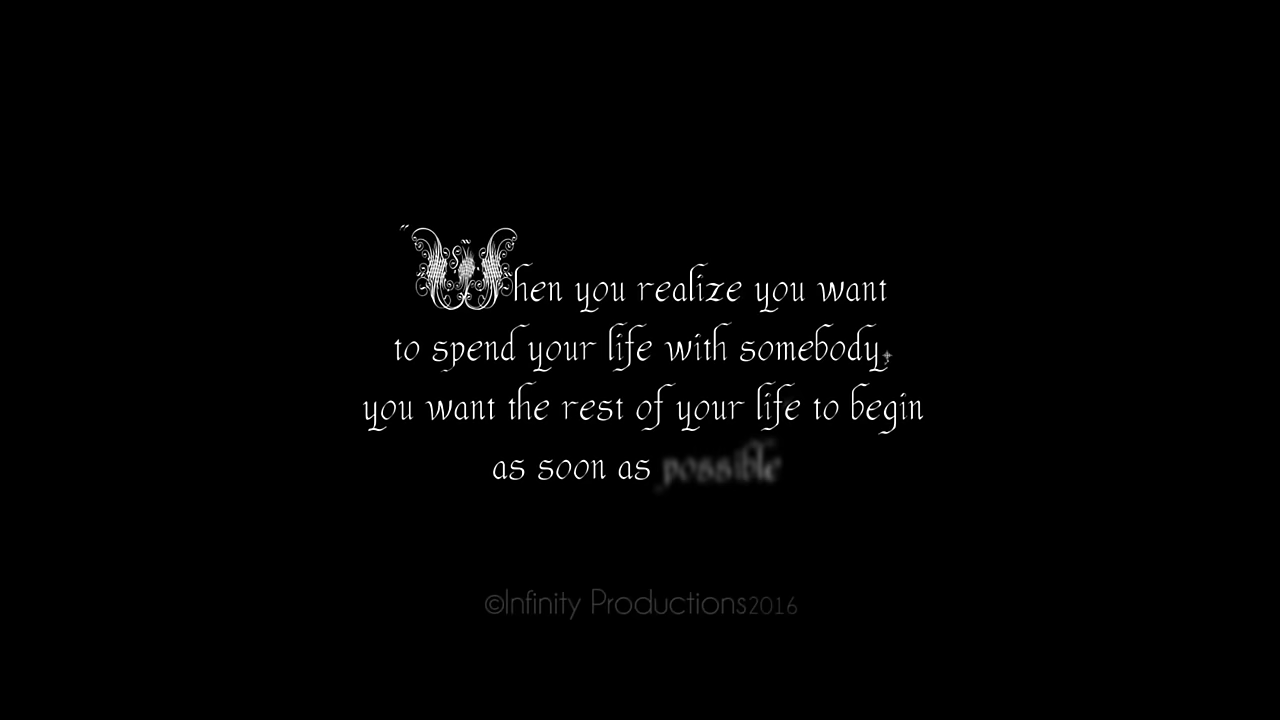 "When you realize you want
to spend your life with somebody,
you want the rest of your life to begin
as soon as possible
©Infinity Productions2016